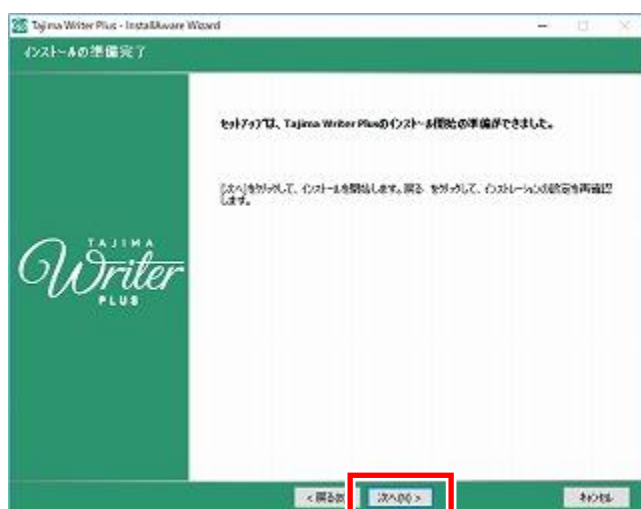 Tajima Writer Plus - InstallAware Wizard
インストールの準備完了
セットアップは、Tajima Writer Plusのインストール開始の準備ができました。
[次へ]をクリックして、インストールを開始します。戻る をクリックして、インストレーションの設定を再確認
します。
TAJIMA
Writer
PLUS
< 戻る(B)
次へ(N) >
キャンセル